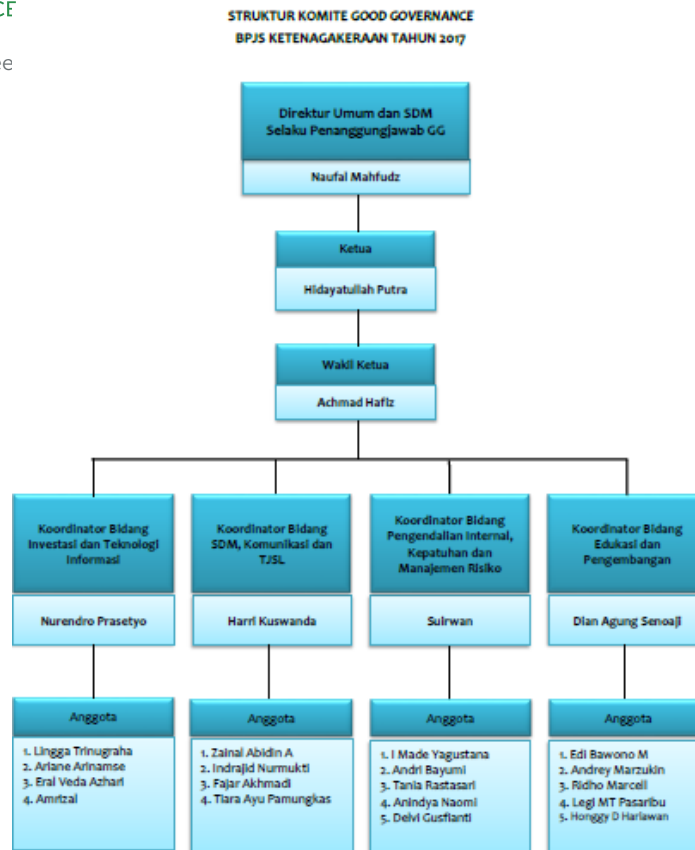 CE
STRUKTUR KOMITE GOOD GOVERNANCE
ee
BPJS KETENAGAKERAAN TAHUN 2017
Direktur Umum dan SDM
Selaku Penanggungjawab GG
Naufal Mahfudz
Ketua
Hidayatullah Putra
Wakil Ketua
Achmad Hafiz
Koordinator Bidang
Investasi dan Teknologi
Informasi
Nurendro Prasetyo
Koordinator Bidang
SDM, Komunikasi dan
TJSL
Harri Kuswanda
Koordinator Bidang
Pengendalian Internal,
Kepatuhan dan
Manajemen Risiko
Suirwan
Koordinator Bidang
Edukasi dan
Pengembangan
Dian Agung Senoaji
Anggota
1. Lingga Trinugraha
2. Ariane Arinamse
3. Eral Veda Azhari
4. Amrizal
Anggota
1. Zainal Abidin A
2. Indrajid Nurmukti
3. Fajar Akhmadi
4. Tiara Ayu Pamungkas
Anggota
1. I Made Yagustana
2. Andri Bayumi
3. Tania Rastasari
4. Anindya Naomi
5. Delvi Gusfianti
Anggota
1. Edi Bawono M
2. Andrey Marzukin
3. Ridho Marcell
4. Legi MT Pasaribu
5. Honggy D Hariawan